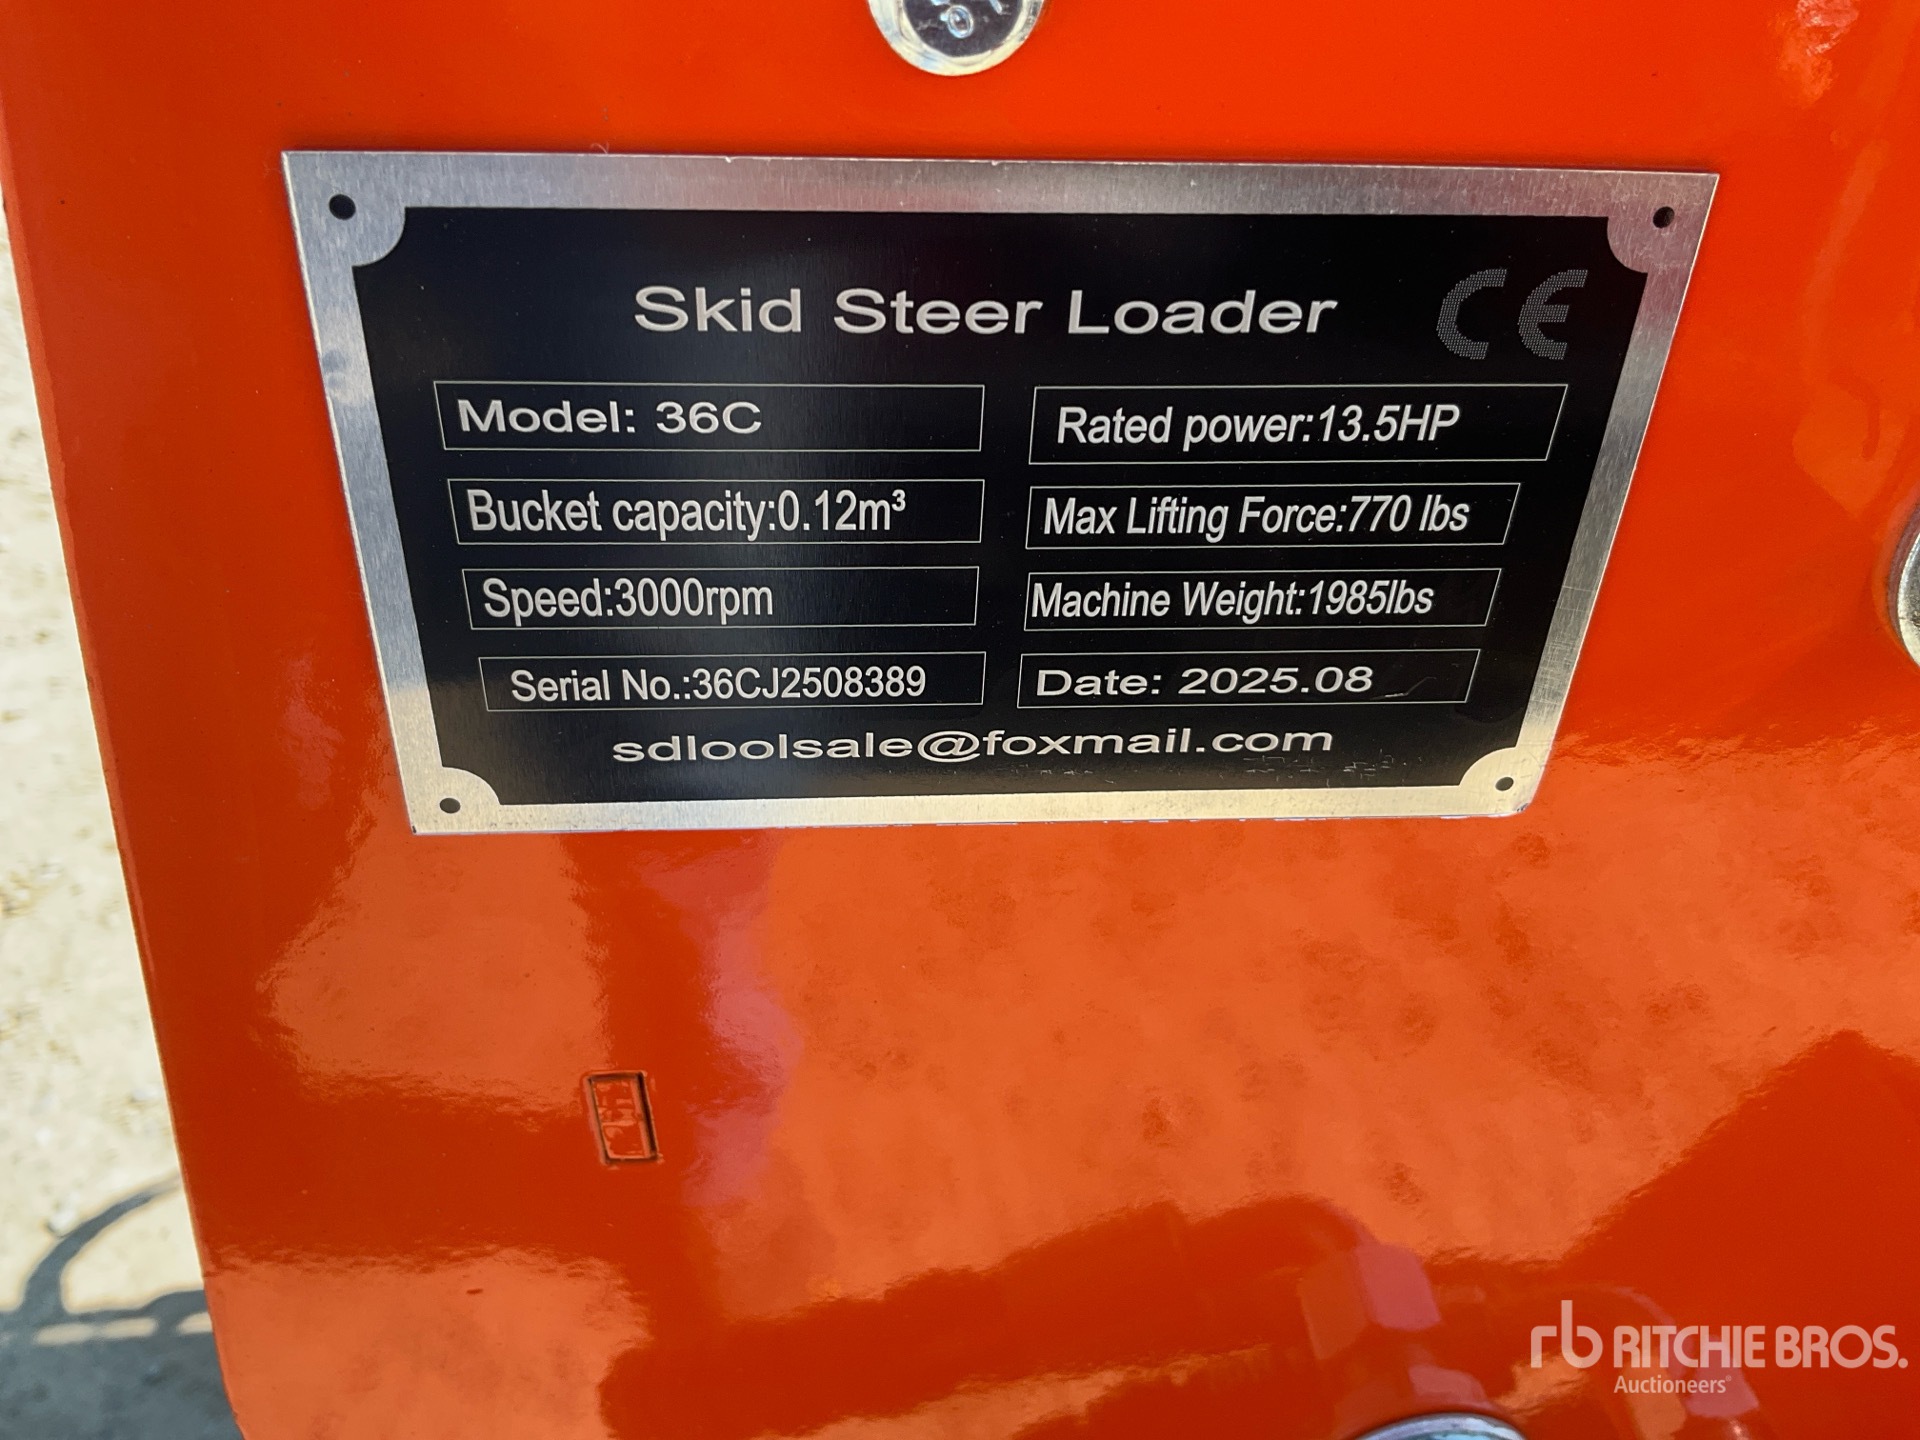 Skid Steer Loader CE
Model: 36C
Rated power:13.5HP
Bucket capacity:0.12m³
Max Lifting Force:770 lbs
Speed:3000rpm
Machine Weight:1985lbs
Serial No.:36CJ2508389
Date: 2025.08
sdloolsale@foxmail.com
rb RITCHIE BROS.
Auctioneers